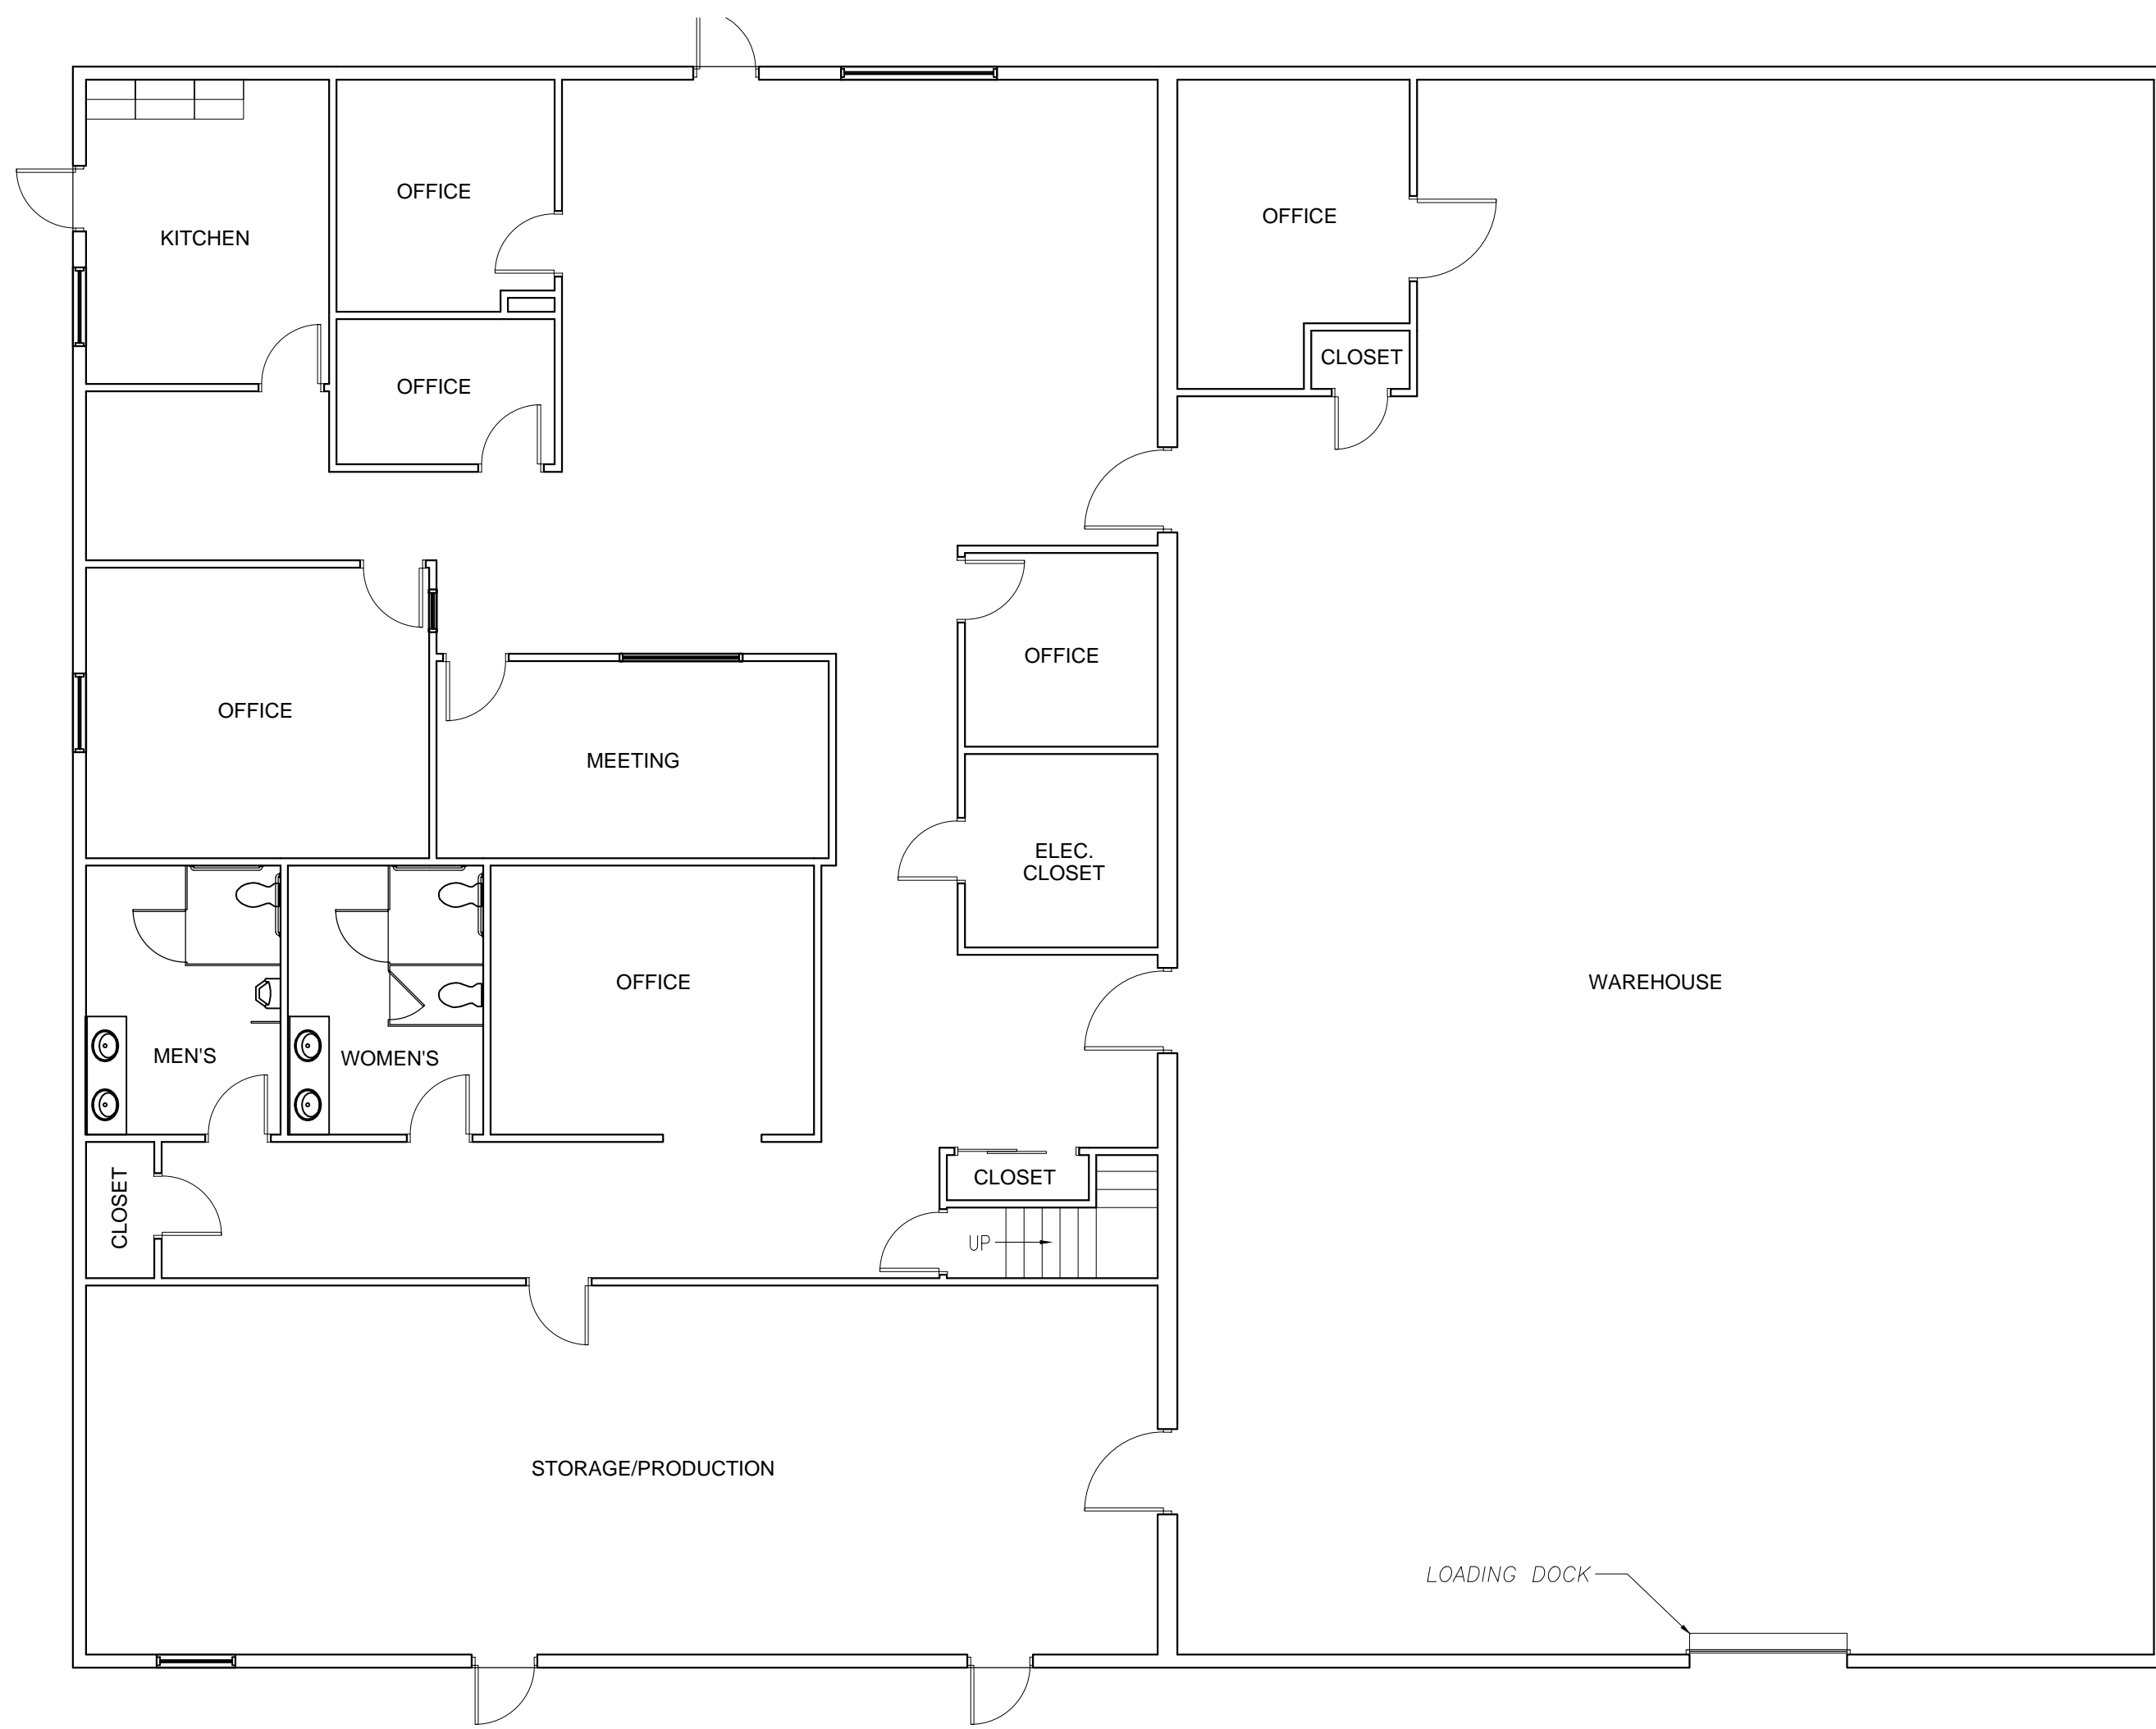 OFFICE
OFFICE
KITCHEN
CLOSET
OFFICE
OFFICE
OFFICE
MEETING
ELEC.
CLOSET
OFFICE
WAREHOUSE
MEN'S
WOMEN'S
CLOSET
CLOSET
UP
STORAGE/PRODUCTION
LOADING DOCK